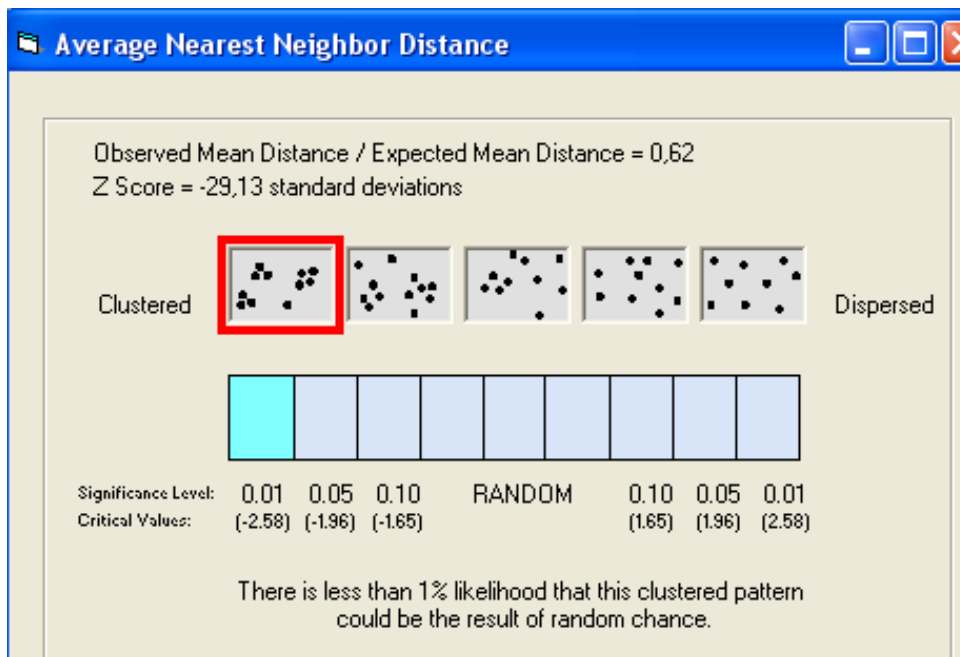 Average Nearest Neighbor Distance
Observed Mean Distance / Expected Mean Distance = 0,62
Z Score = -29,13 standard deviations
Clustered
Dispersed
Significance Level: 0.01 0.05 0.10 RANDOM 0.10 0.05 0.01
Critical Values: (-2.58) (-1.96) (-1.65) (1.65) (1.96) (2.58)
There is less than 1% likelihood that this clustered pattern
could be the result of random chance.